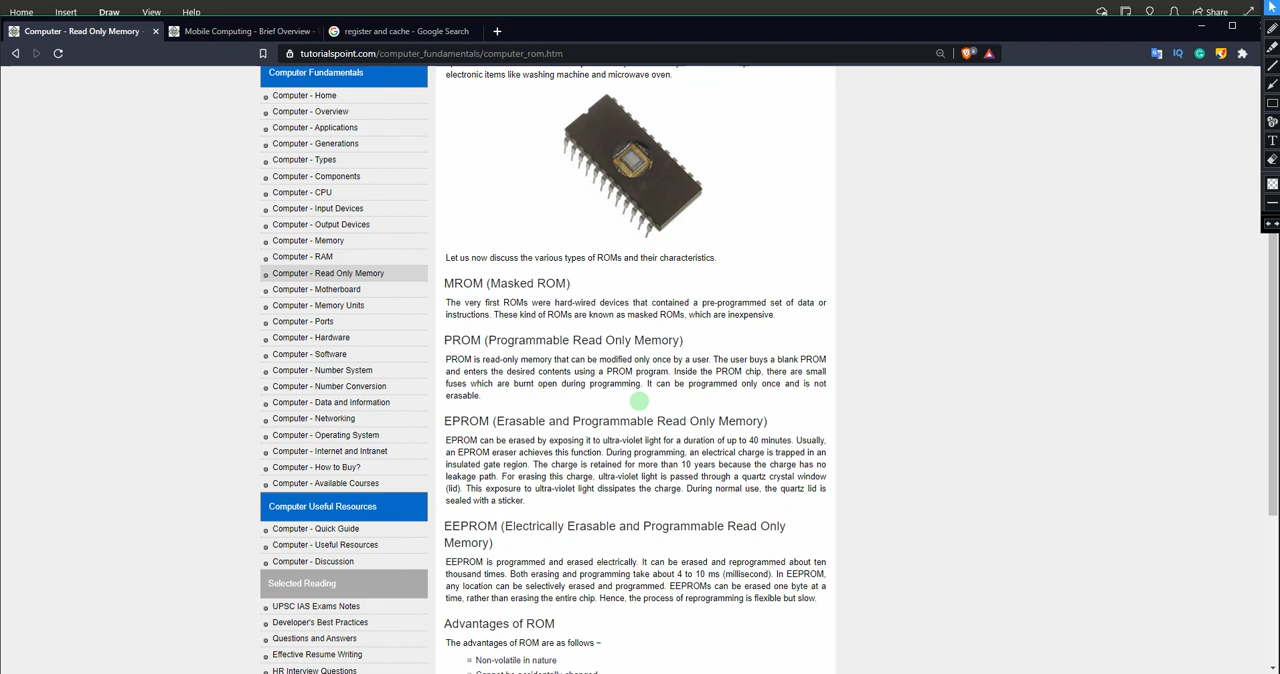 Home Insert Draw View Help Share
Computer - Read Only Memory - Mobile Computing - Brief Overview - register and cache - Google Search
tutorialspoint.com/computer_fundamentals/computer_rom.htm
Computer Fundamentals
Computer - Home
Computer - Overview
Computer - Applications
Computer - Generations
Computer - Types
Computer - Components
Computer - CPU
Computer - Input Devices
Computer - Output Devices
Computer - Memory
Computer - RAM
Computer - Read Only Memory
Computer - Motherboard
Computer - Memory Units
Computer - Ports
Computer - Hardware
Computer - Software
Computer - Number System
Computer - Number Conversion
Computer - Data and Information
Computer - Networking
Computer - Operating System
Computer - Internet and Intranet
Computer - How to Buy?
Computer - Available Courses
Computer Useful Resources
Computer - Quick Guide
Computer - Useful Resources
Computer - Discussion
Selected Reading
UPSC IAS Exams Notes
Developer's Best Practices
Questions and Answers
Effective Resume Writing
HR Interview Questions
electronic items like washing machine and microwave oven.
Let us now discuss the various types of ROMs and their characteristics.
MROM (Masked ROM)
The very first ROMs were hard-wired devices that contained a pre-programmed set of data or
instructions. These kind of ROMs are known as masked ROMs, which are inexpensive.
PROM (Programmable Read Only Memory)
PROM is read-only memory that can be modified only once by a user. The user buys a blank PROM
and enters the desired contents using a PROM program. Inside the PROM chip, there are small
fuses which are burnt open during programming. It can be programmed only once and is not
erasable.
EPROM (Erasable and Programmable Read Only Memory)
EPROM can be erased by exposing it to ultra-violet light for a duration of up to 40 minutes. Usually,
an EPROM eraser achieves this function. During programming, an electrical charge is trapped in an
insulated gate region. The charge is retained for more than 10 years because the charge has no
leakage path. For erasing this charge, ultra-violet light is passed through a quartz crystal window
(lid). This exposure to ultra-violet light dissipates the charge. During normal use, the quartz lid is
sealed with a sticker.
EEPROM (Electrically Erasable and Programmable Read Only
Memory)
EEPROM is programmed and erased electrically. It can be erased and reprogrammed about ten
thousand times. Both erasing and programming take about 4 to 10 ms (millisecond). In EEPROM,
any location can be selectively erased and programmed. EEPROMs can be erased one byte at a
time, rather than erasing the entire chip. Hence, the process of reprogramming is flexible but slow.
Advantages of ROM
The advantages of ROM are as follows −
Non-volatile in nature
Cannot be accidentally changed